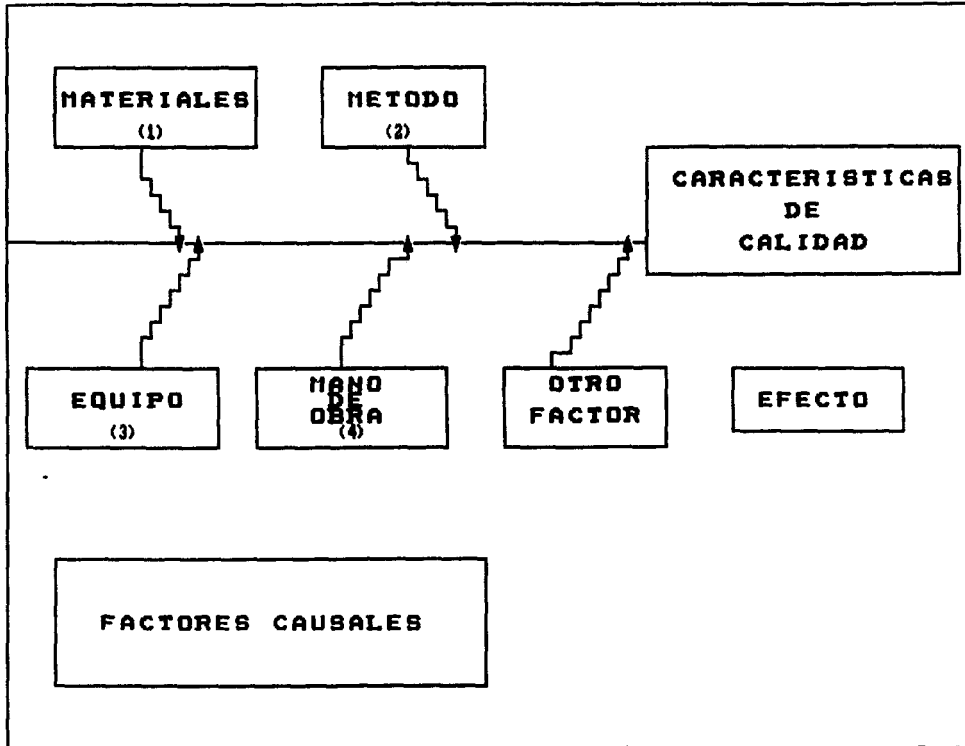 MATERIALES
(1)
METODO
(2)
CARACTERISTICAS
DE
CALIDAD
EQUIPO
(3)
MANO
DE
OBRA
(4)
OTRO
FACTOR
EFECTO
FACTORES CAUSALES